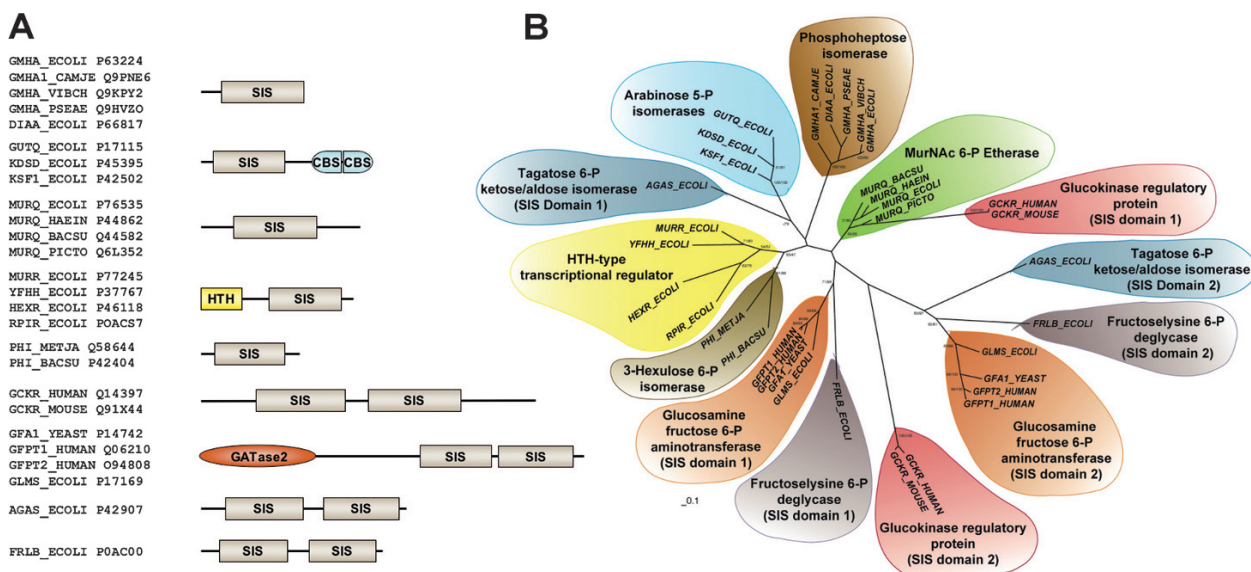 A
GMHA_ECOLI P63224
GMHA1_CAMJE Q9PNE6
GMHA_VIBCH Q9KPY2
GMHA_PSEAE Q9HVZ0
DIAA_ECOLI P66817
SIS
GUTQ_ECOLI P17115
KDSD_ECOLI P45395
KSF1_ECOLI P42502
SIS CBS CBS
MURQ_ECOLI P76535
MURQ_HAEIN P44862
MURQ_BACSU Q44582
MURQ_PICTO Q6L352
SIS
MURR_ECOLI P77245
YFHH_ECOLI P37767
HEXR_ECOLI P46118
RPIR_ECOLI P0ACS7
HTH SIS
PHI_METJA Q58644
PHI_BACSU P42404
SIS
GCKR_HUMAN Q14397
GCKR_MOUSE Q91X44
SIS SIS
GFA1_YEAST P14742
GFPT1_HUMAN Q06210
GFPT2_HUMAN O94808
GLMS_ECOLI P17169
GATase2 SIS SIS
AGAS_ECOLI P42907
SIS SIS
FRLB_ECOLI P0AC00
SIS SIS
B
Phosphoheptose
isomerase
GMHA1_CAMJE
DIAA_ECOLI
GMHA_PSEAE
GMHA_VIBCH
GMHA_ECOLI
Arabinose 5-P
isomerases
GUTQ_ECOLI
KDSD_ECOLI
KSF1_ECOLI
MurNAc 6-P Etherase
MURQ_BACSU
MURQ_HAEIN
MURQ_ECOLI
MURQ_PICTO
Tagatose 6-P
ketose/aldose isomerase
(SIS Domain 1)
AGAS_ECOLI
Glucokinase regulatory
protein
(SIS domain 1)
GCKR_HUMAN
GCKR_MOUSE
HTH-type
transcriptional regulator
MURR_ECOLI
YFHH_ECOLI
HEXR_ECOLI
RPIR_ECOLI
AGAS_ECOLI
Tagatose 6-P
ketose/aldose isomerase
(SIS Domain 2)
FRLB_ECOLI
Fructoselysine 6-P
deglycase
(SIS domain 2)
PHI_METJA
PHI_BACSU
3-Hexulose 6-P
isomerase
GFPT1_HUMAN
GFPT2_HUMAN
GFA1_YEAST
GLMS_ECOLI
Glucosamine
fructose 6-P
aminotransferase
(SIS domain 1)
FRLB_ECOLI
Fructoselysine 6-P
deglycase
(SIS domain 1)
GLMS_ECOLI
GFA1_YEAST
GFPT2_HUMAN
GFPT1_HUMAN
Glucosamine
fructose 6-P
aminotransferase
(SIS domain 2)
GCKR_HUMAN
GCKR_MOUSE
Glucokinase regulatory
protein
(SIS domain 2)
_0.1